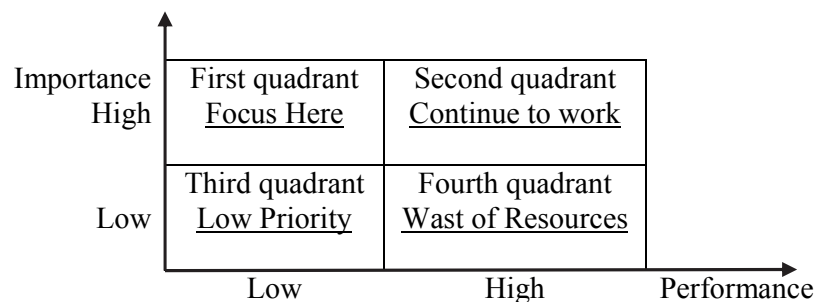 Importance
High
First quadrant
Focus Here
Second quadrant
Continue to work
Low
Third quadrant
Low Priority
Fourth quadrant
Wast of Resources
Low
High
Performance